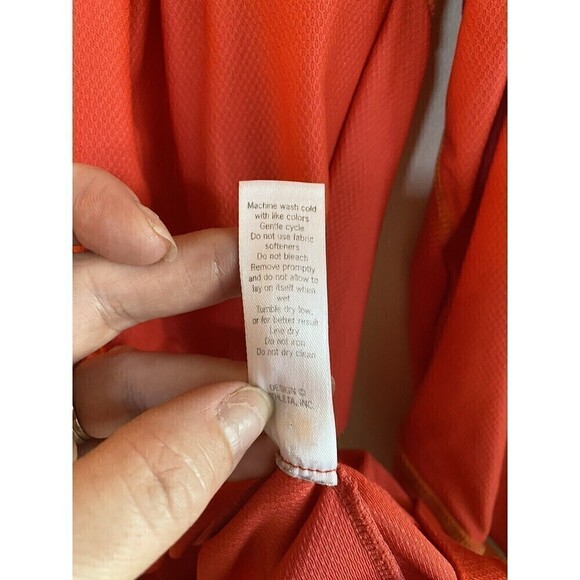 Machine wash cold
with like colors
Gentle cycle
Do not use fabric
softeners
Do not bleach
Remove promptly
and do not allow to
lay on itself when
wet
Tumble dry low,
or for better result
Line dry
Do not iron
Do not dry clean
DESIGN ©
THLETA, INC.